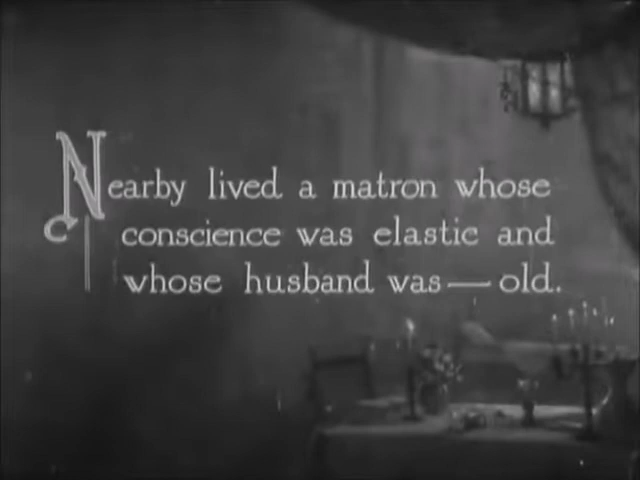 Nearby lived a matron whose
conscience was elastic and
whose husband was — old.